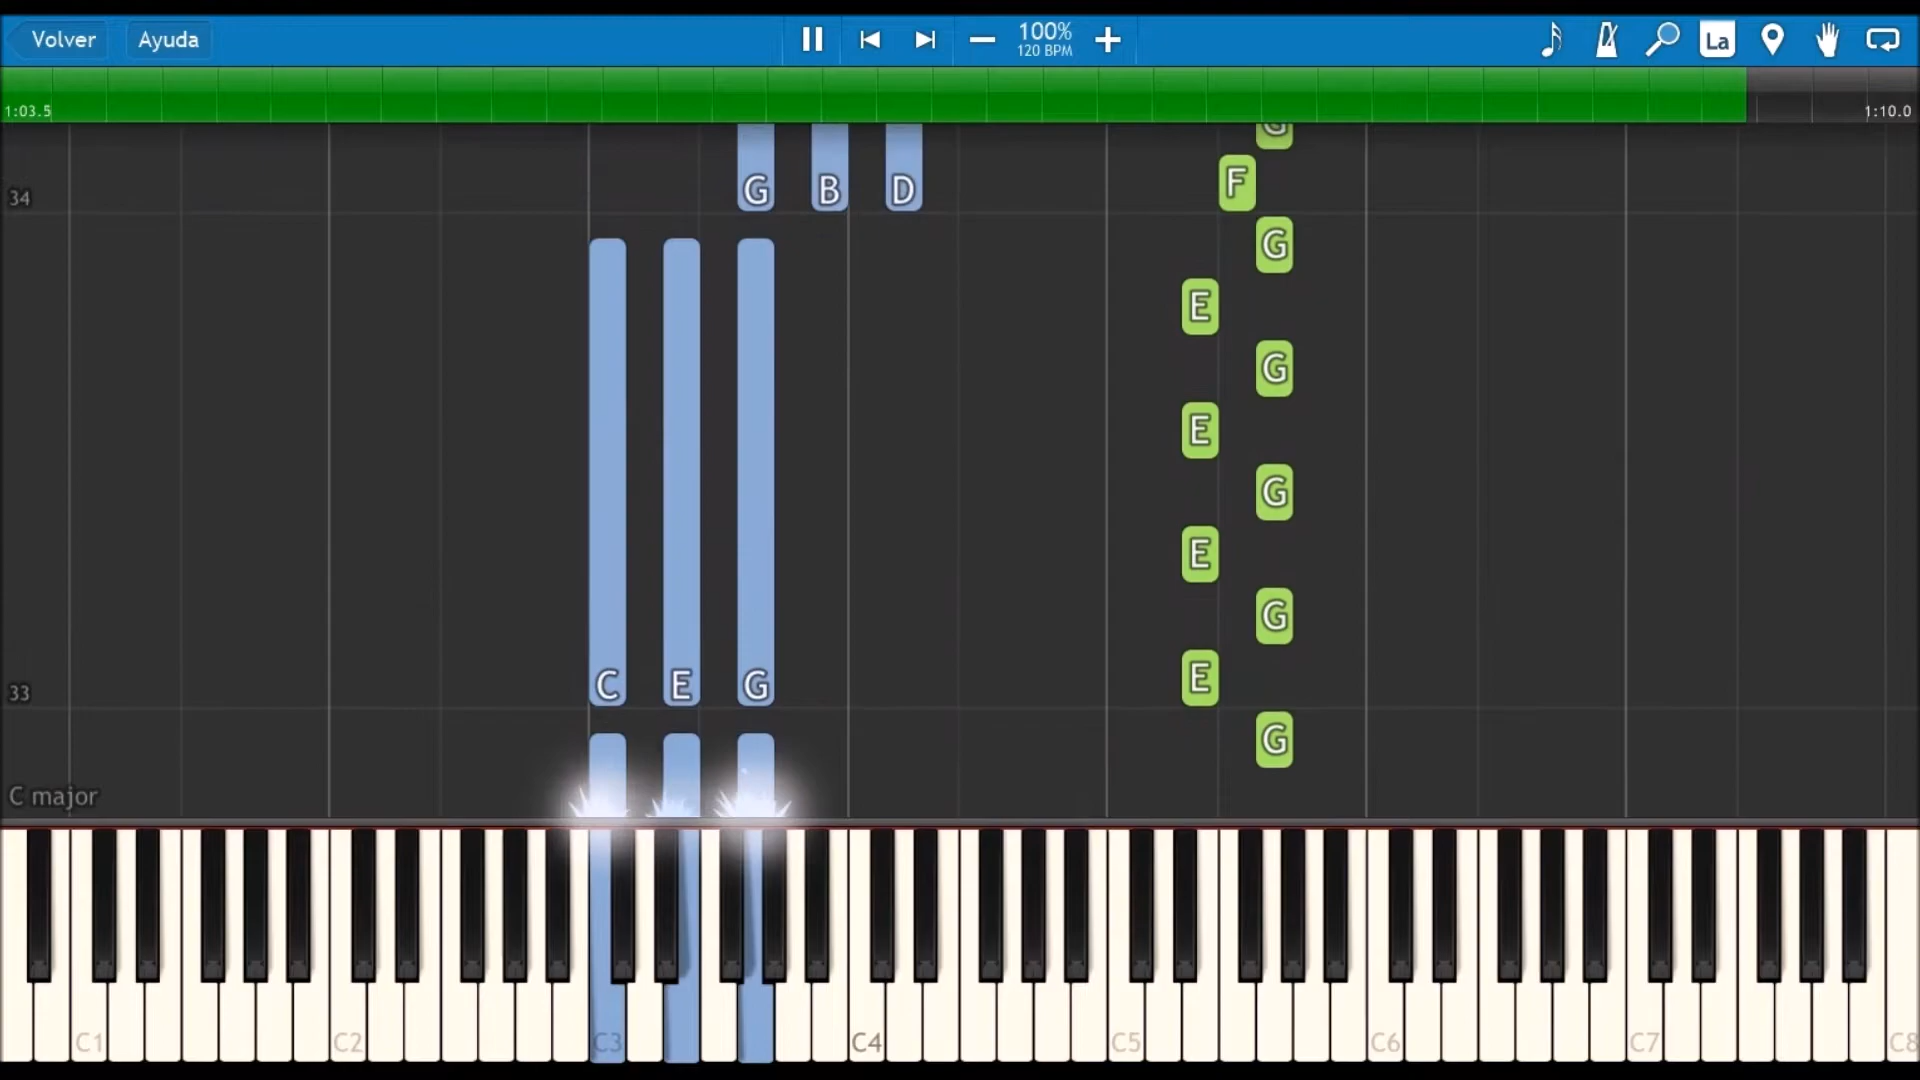 Volver Ayuda 100% La
120 BPM
1:03.5 1:10.0
G
F
G B D
34
G
E
G
E
G
E
G
E
C E G
33
G
C major
C1 C2 C3 C4 C5 C6 C7 C8